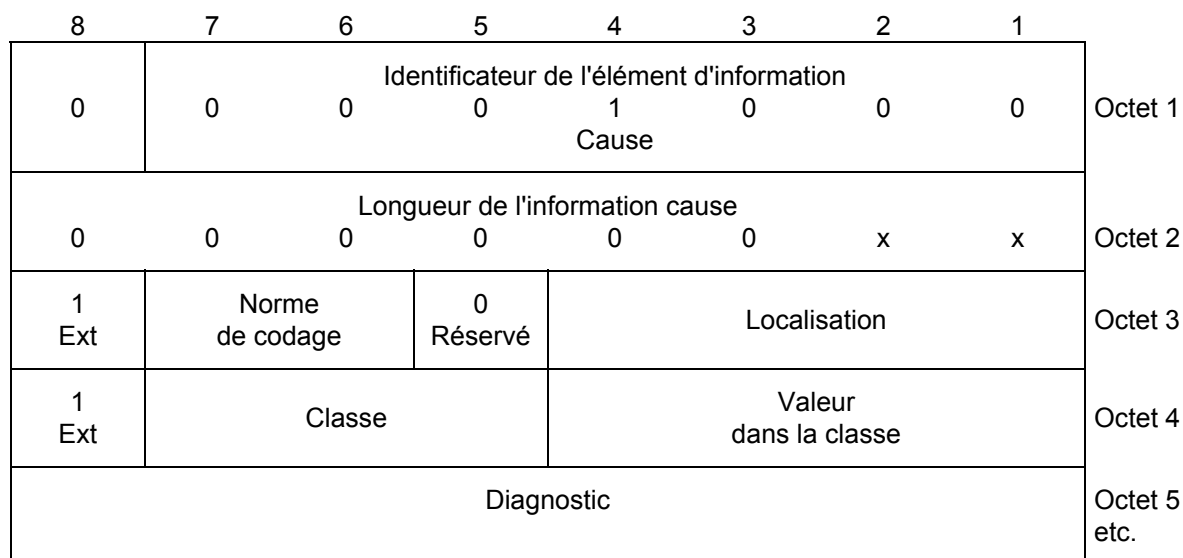 8 7 6 5 4 3 2 1
Identificateur de l'élément d'information
0 0 0 0 1 0 0 0 Octet 1
Cause
Longueur de l'information cause
0 0 0 0 0 0 x x Octet 2
1 Norme 0
Localisation Octet 3
Ext de codage Réservé
1 Valeur
Classe Octet 4
Ext dans la classe
Diagnostic Octet 5
etc.